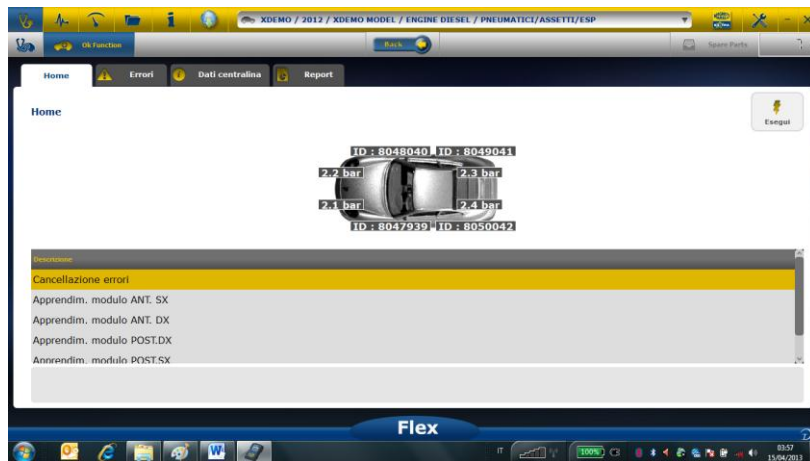 XDEMO / 2012 / XDEMO MODEL / ENGINE DIESEL / PNEUMATICI/ASSETTI/ESP
Ok Function
Back
Spare Parts
Home
Errori
Dati centralina
Report
Home
Esegui
ID : 8048040 ID : 8049041
2.2 bar 2.3 bar
2.1 bar 2.4 bar
ID : 8047939 ID : 8050042
Descrizione
Cancellazione errori
Apprendim. modulo ANT. SX
Apprendim. modulo ANT. DX
Apprendim. modulo POST.DX
Apprendim. modulo POST.SX
Flex
IT 100% 03:57
15/04/2013